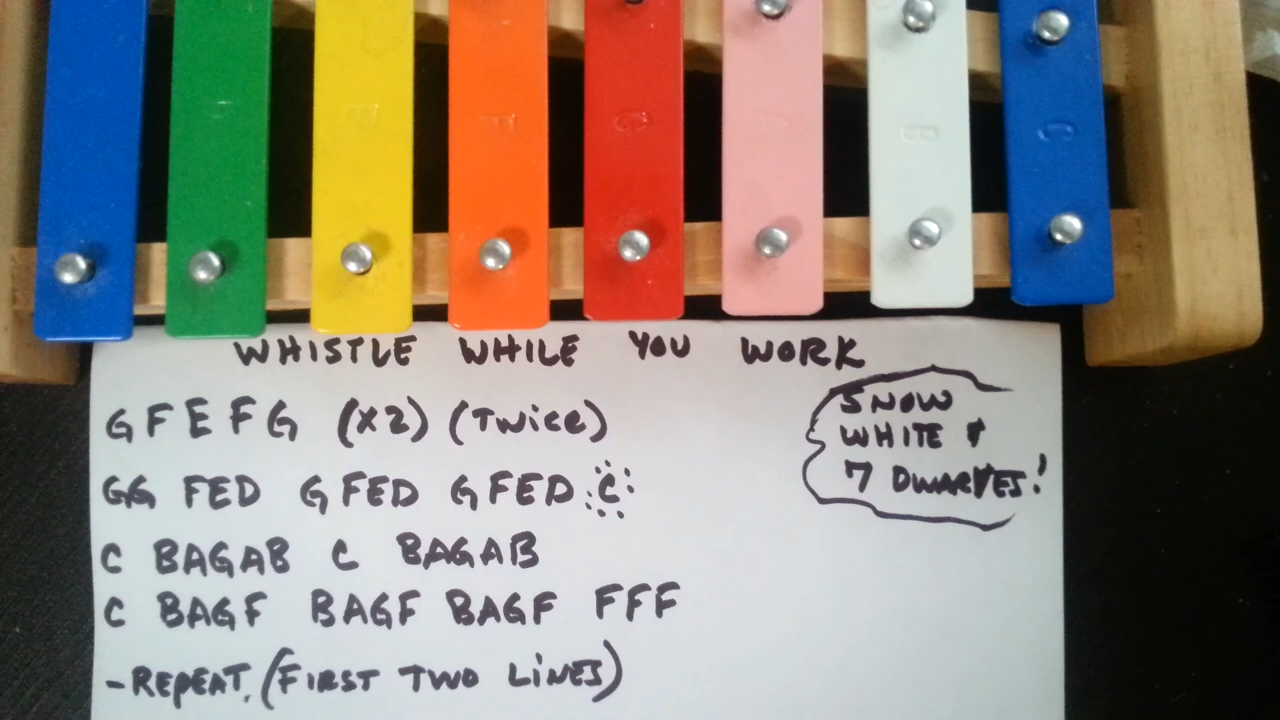 E F G B C
WHISTLE WHILE YOU WORK
G F E F G (X2) (TWiCE)
SNOW
WHITE &
7 DWARVES!
GG FED GFED GFED C
C BAGAB C BAGAB
C BAGF BAGF BAGF FFF
-REPEAT. (FIRST TWO LiNES)